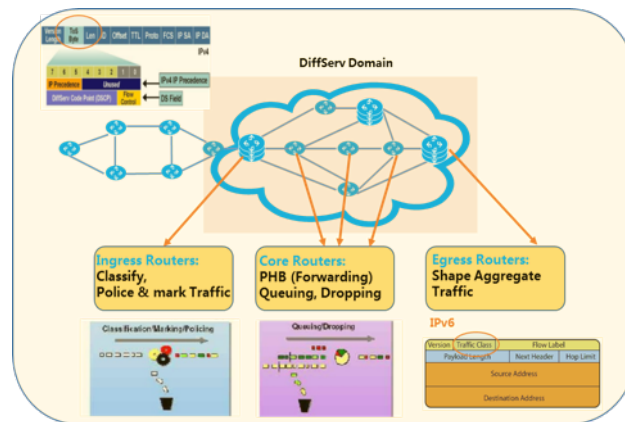 Version Length ToS Byte Len ID Offset TTL Proto FCS IP SA IP DA
IPv4
7 6 5 4 3 2 1 0
IP Precedence Unused
IPv4 IP Precedence
DiffServ Code Point (DSCP) Flow Control
DS Field
DiffServ Domain
Ingress Routers:
Classify,
Police & mark Traffic
Core Routers:
PHB (Forwarding)
Queuing, Dropping
Egress Routers:
Shape Aggregate
Traffic
Classification/Marking/Policing
Queuing/Dropping
IPv6
Version Traffic Class Flow Label
Payload Length Next Header Hop Limit
Source Address
Destination Address